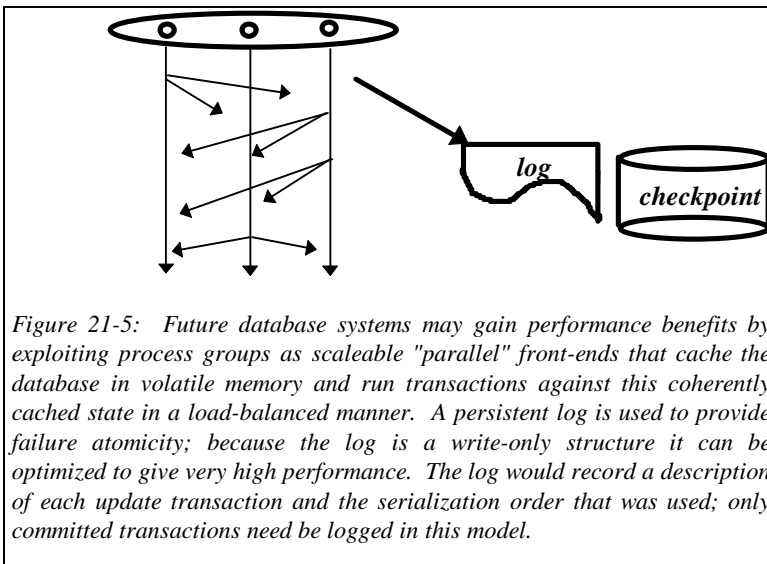 log
checkpoint
Figure 21-5: Future database systems may gain performance benefits by
exploiting process groups as scaleable "parallel" front-ends that cache the
database in volatile memory and run transactions against this coherently
cached state in a load-balanced manner. A persistent log is used to provide
failure atomicity; because the log is a write-only structure it can be
optimized to give very high performance. The log would record a description
of each update transaction and the serialization order that was used; only
committed transactions need be logged in this model.